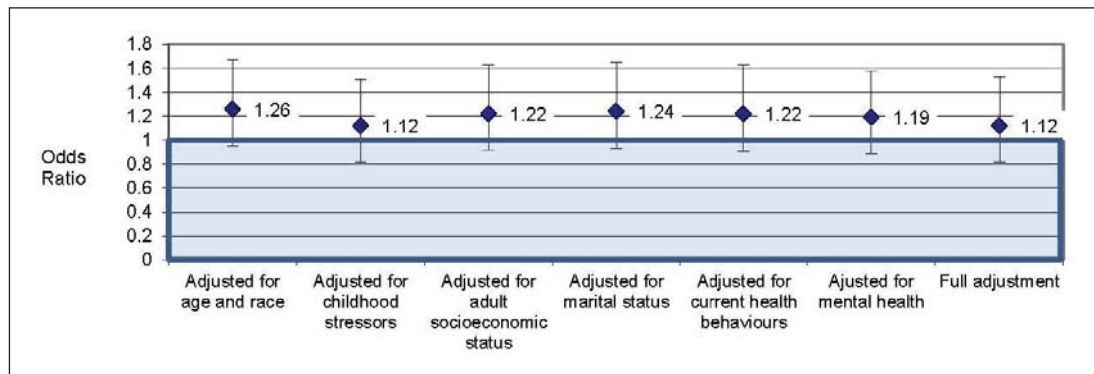 1.8
1.6
1.4
1.2
1
0.8
0.6
0.4
0.2
0
Odds
Ratio
1.26
1.12
1.22
1.24
1.22
1.19
1.12
Adjusted for
age and race
Adjusted for
childhood
stressors
Adjusted for
adult
socioeconomic
status
Adjusted for
marital status
Adjusted for
current health
behaviours
Ajusted for
mental health
Full adjustment